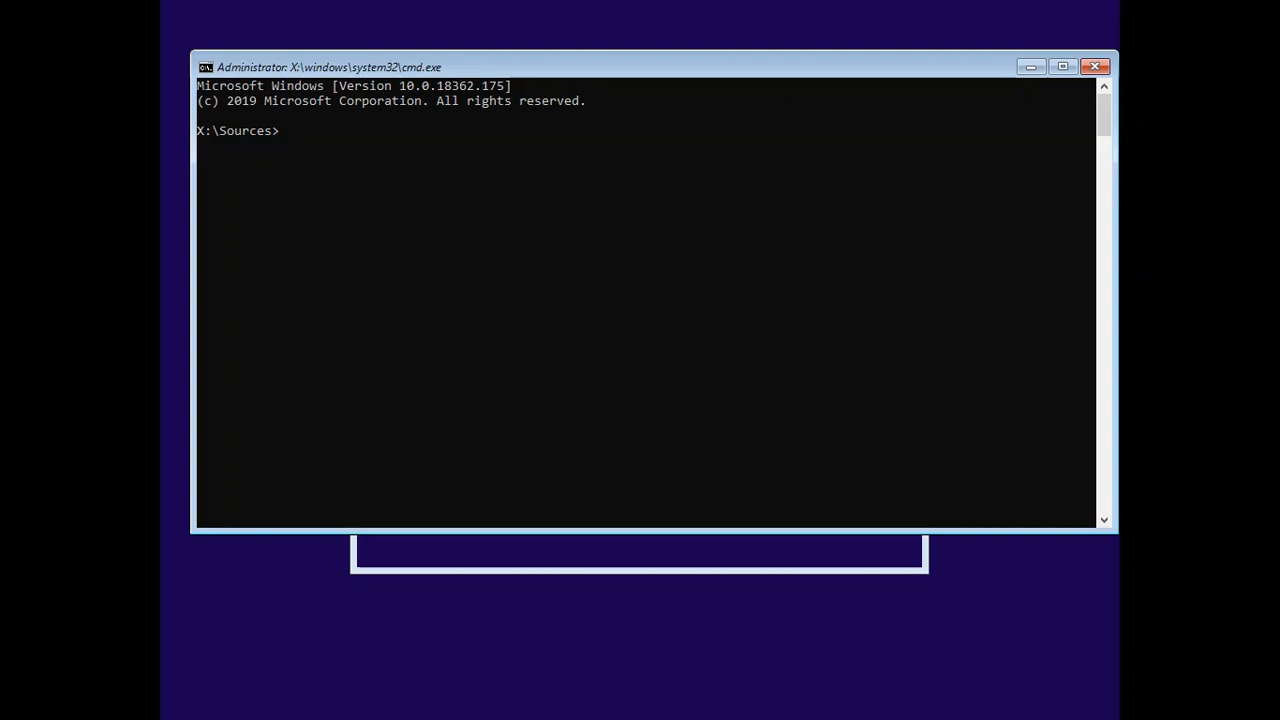 Administrator: X:\windows\system32\cmd.exe
Microsoft Windows [Version 10.0.18362.175]
(c) 2019 Microsoft Corporation. All rights reserved.
X:\Sources>